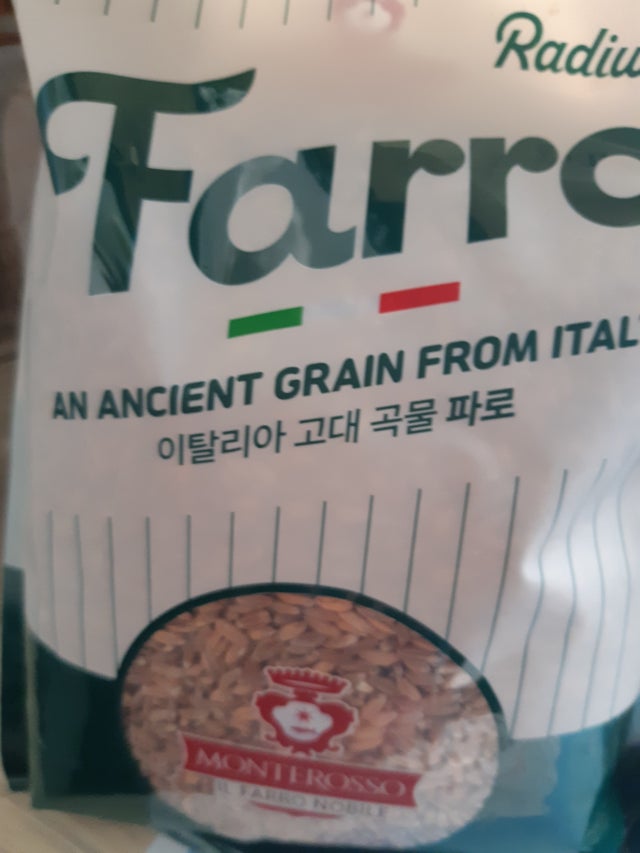 Radiu
Farro
AN ANCIENT GRAIN FROM ITAL
이탈리아 고대 곡물 파로
MONTEROSSO
IL FARRO NOBILE